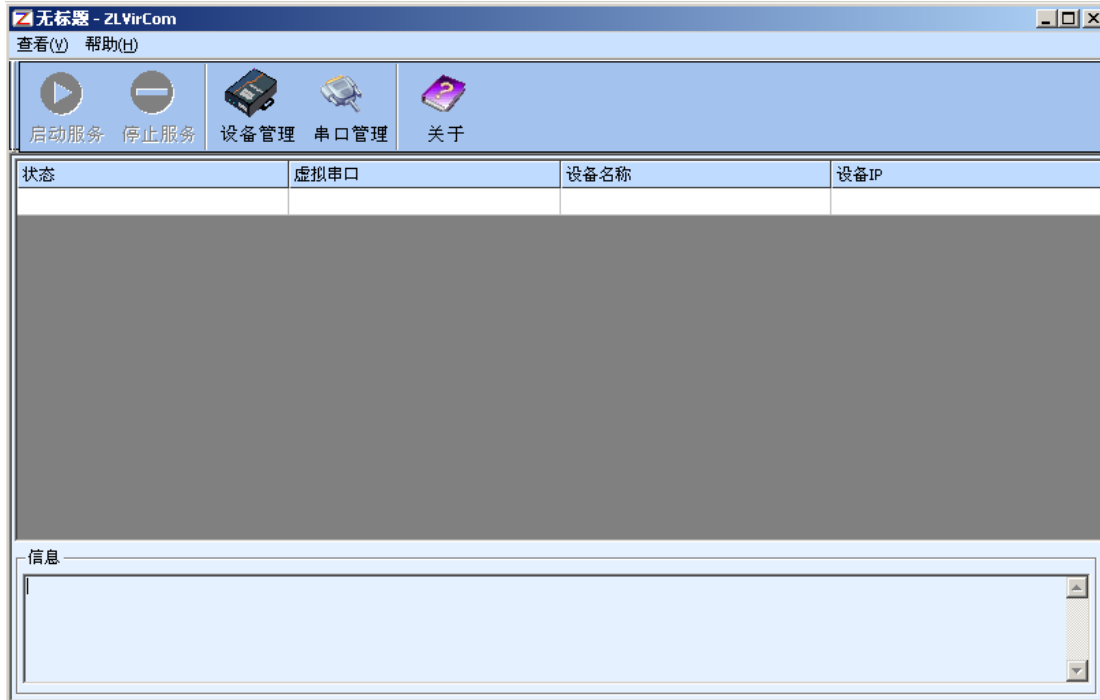 无标题 - ZLVirCom
查看(V) 帮助(H)
启动服务 停止服务 设备管理 串口管理 关于
状态 虚拟串口 设备名称 设备IP
信息